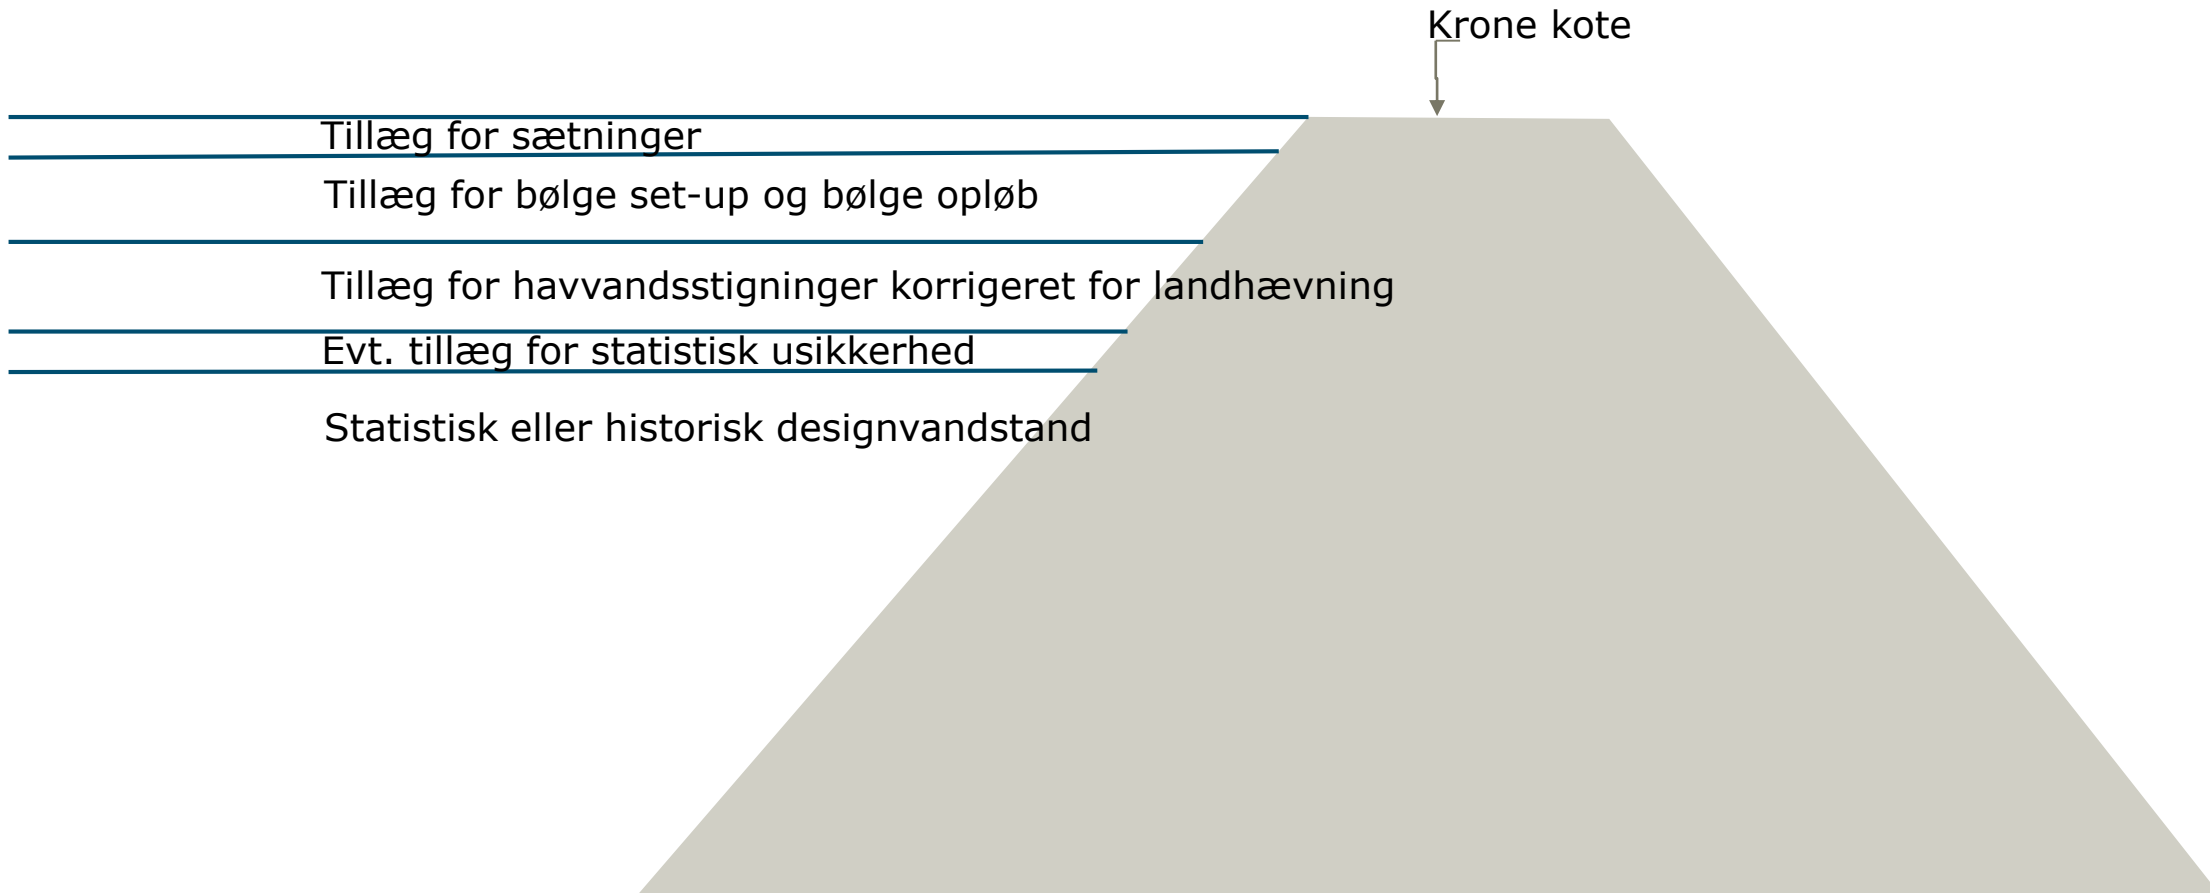 Krone kote
Tillæg for sætninger
Tillæg for bølge set-up og bølge opløb
Tillæg for havvandsstigninger korrigeret for landhævning
Evt. tillæg for statistisk usikkerhed
Statistisk eller historisk designvandstand